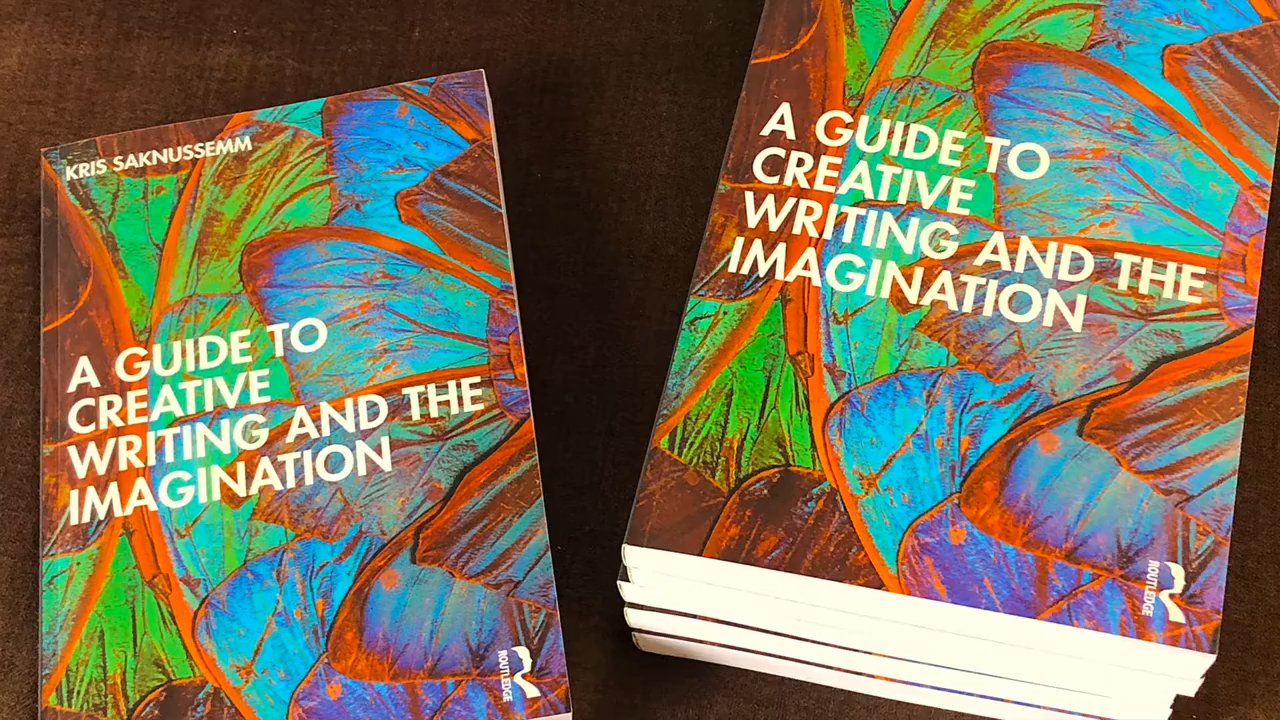 KRIS SAKNUSSEMM
A GUIDE TO
CREATIVE
WRITING AND THE
IMAGINATION
ROUTLEDGE
A GUIDE TO
CREATIVE
WRITING AND THE
IMAGINATION
ROUTLEDGE